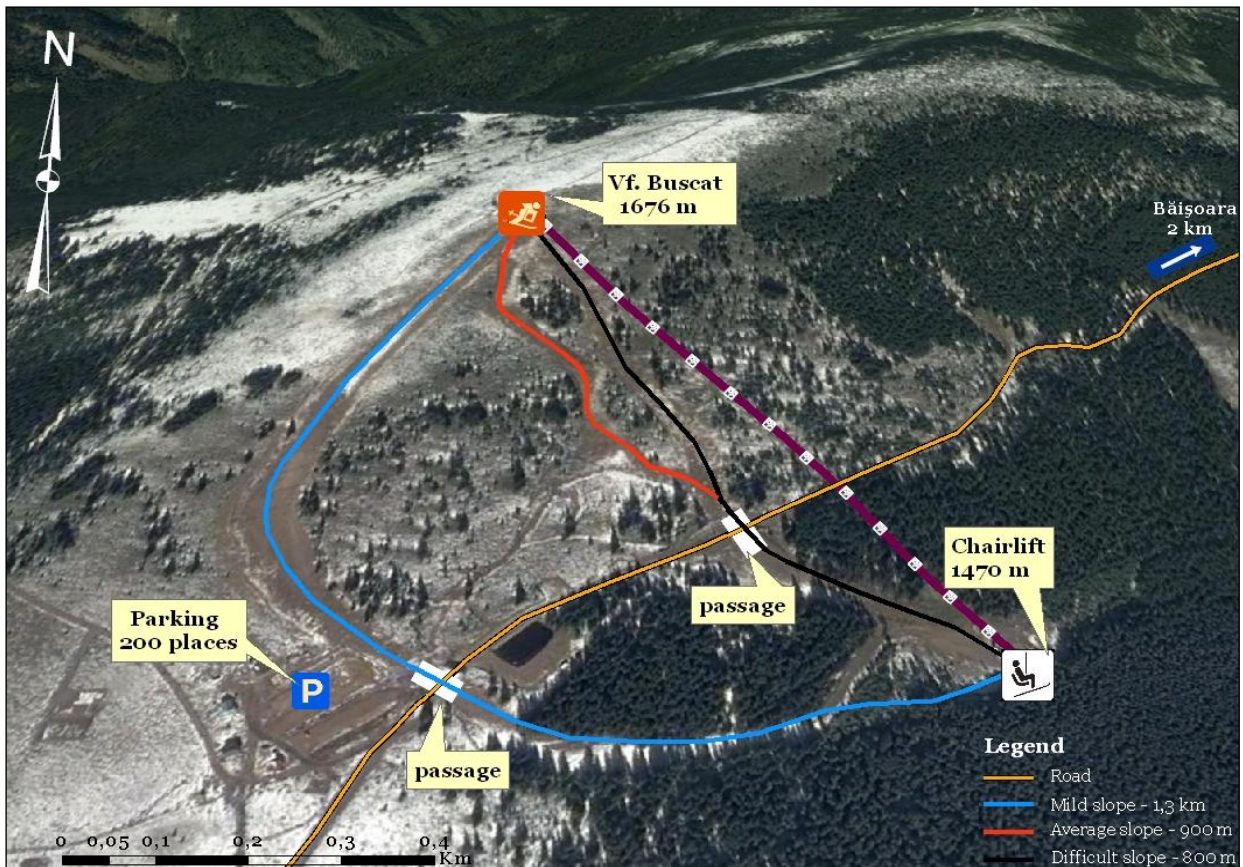 N
Vf. Buscat
1676 m
Băişoara
2 km
Chairlift
1470 m
passage
Parking
200 places
P
passage
Legend
Road
Mild slope - 1,3 km
Average slope - 900 m
Difficult slope - 800 m
0 0,05 0,1 0,2 0,3 0,4
Km